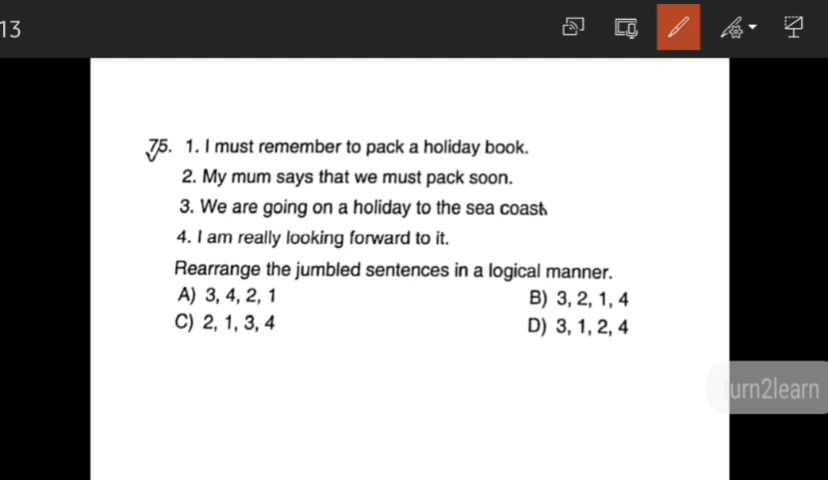 13
75. 1. I must remember to pack a holiday book.
2. My mum says that we must pack soon.
3. We are going on a holiday to the sea coast.
4. I am really looking forward to it.
Rearrange the jumbled sentences in a logical manner.
A) 3, 4, 2, 1 B) 3, 2, 1, 4
C) 2, 1, 3, 4 D) 3, 1, 2, 4
urn2learn